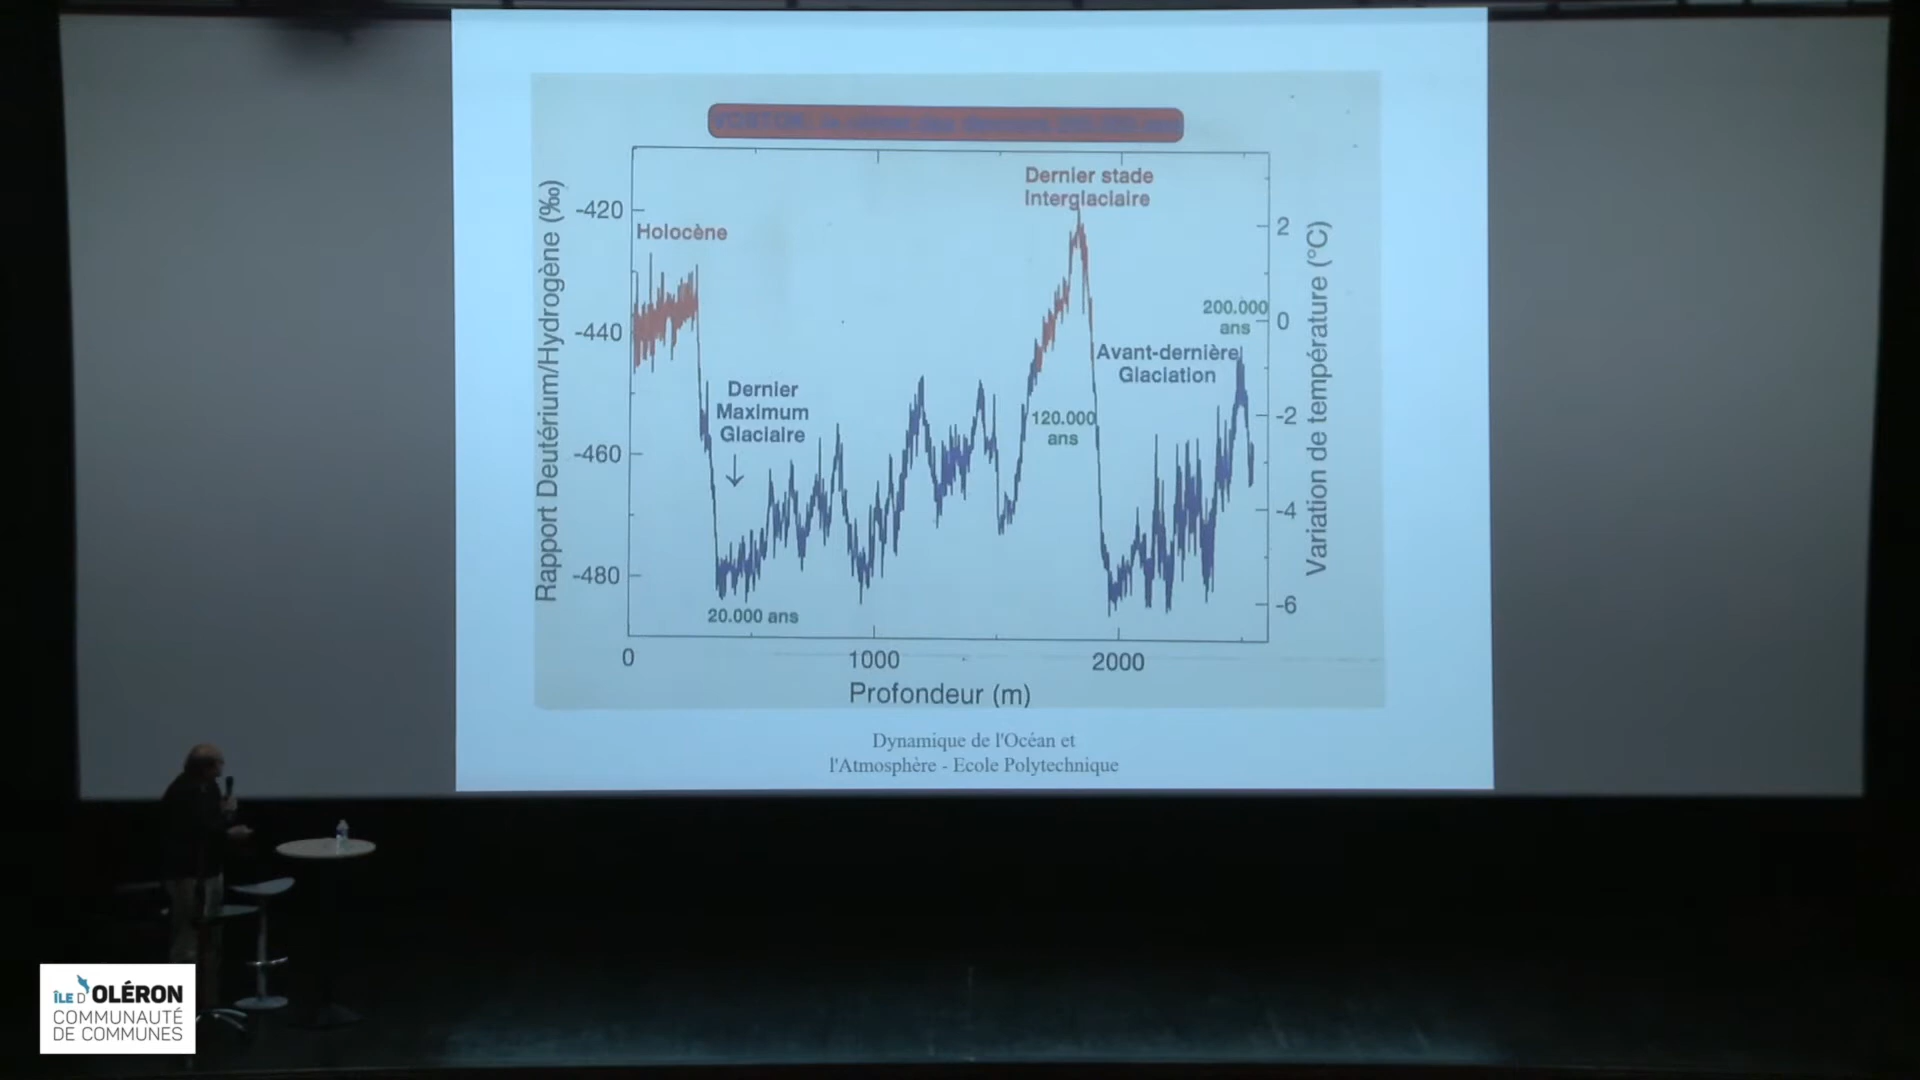 VOSTOK
Dernier stade
Interglaciaire
-420
Holocène
2
200.000
ans
0
-440
Avant-dernière
Glaciation
Dernier
Maximum
Glaciaire
120.000
ans
-2
-460
-4
-480
20.000 ans
-6
Rapport Deutérium/Hydrogène (‰)
Variation de température (°C)
0
1000
2000
Profondeur (m)
Dynamique de l'Océan et
l'Atmosphère - Ecole Polytechnique
ÎLE D'OLÉRON
COMMUNAUTÉ
DE COMMUNES